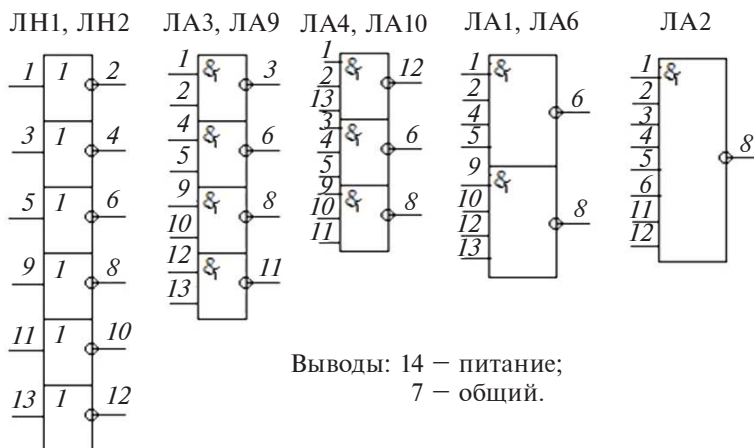 ЛН1, ЛН2
1 1 2
3 1 4
5 1 6
9 1 8
11 1 10
13 1 12
ЛА3, ЛА9
1 & 3
2
4 & 6
5
9 & 8
10
12 & 11
13
ЛА4, ЛА10
1 & 12
2
13
3 & 6
4
5
9 & 8
10
11
ЛА1, ЛА6
1 &
2
4 6
5
9 &
10
12 8
13
ЛА2
1 &
2
3
4
5 8
6
11
12
Выводы: 14 – питание;
7 – общий.